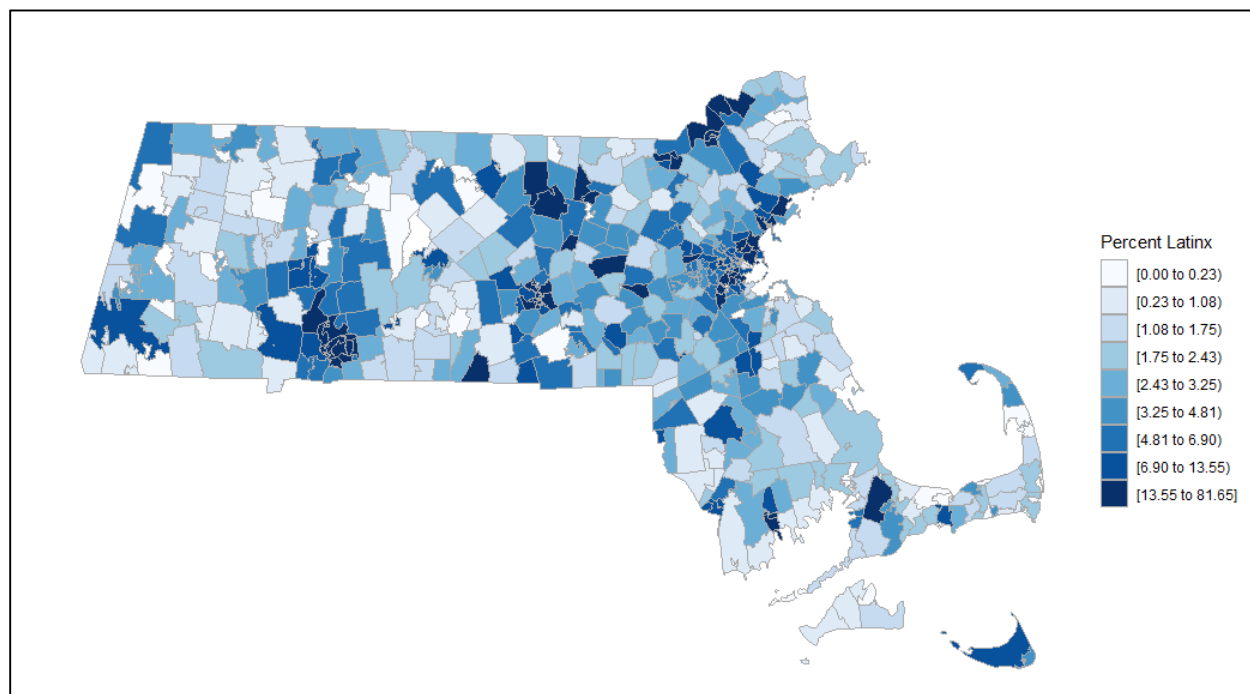 Percent Latinx
[0.00 to 0.23)
[0.23 to 1.08)
[1.08 to 1.75)
[1.75 to 2.43)
[2.43 to 3.25)
[3.25 to 4.81)
[4.81 to 6.90)
[6.90 to 13.55)
[13.55 to 81.65]